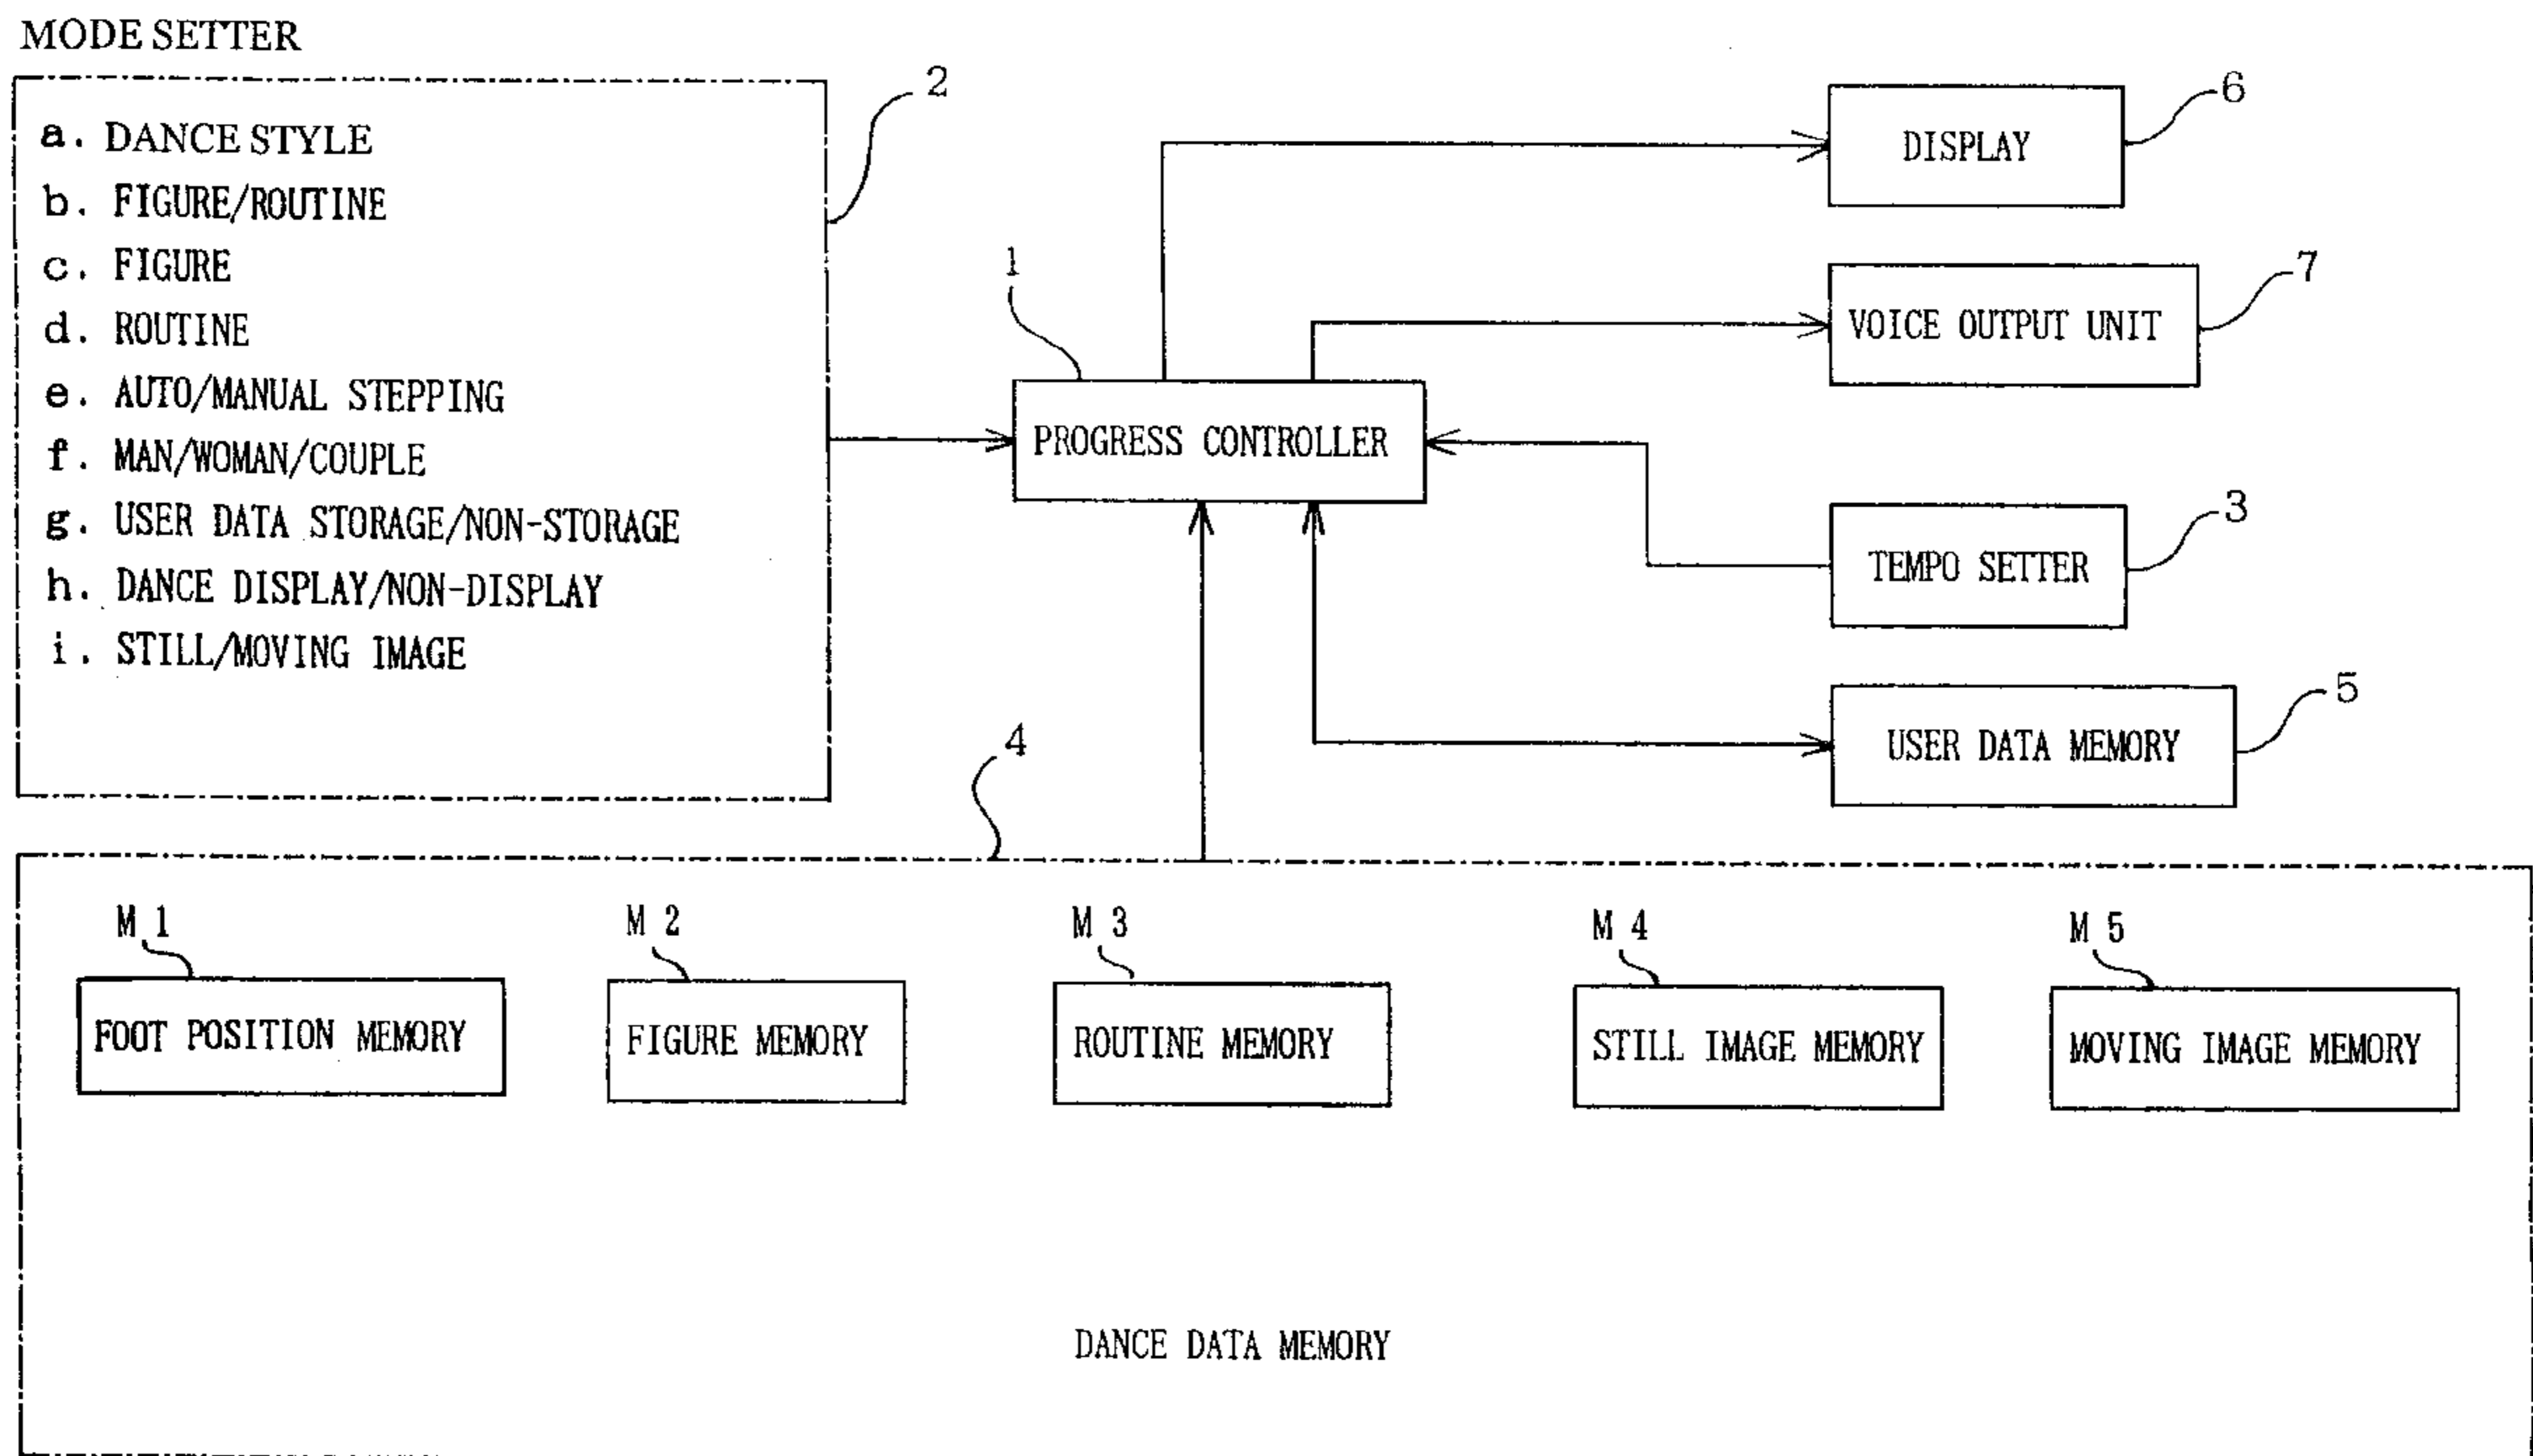 MODE SETTER
2
a. DANCE STYLE
b. FIGURE/ROUTINE
c. FIGURE
d. ROUTINE
e. AUTO/MANUAL STEPPING
f. MAN/WOMAN/COUPLE
g. USER DATA STORAGE/NON-STORAGE
h. DANCE DISPLAY/NON-DISPLAY
i. STILL/MOVING IMAGE
1
PROGRESS CONTROLLER
6
DISPLAY
7
VOICE OUTPUT UNIT
3
TEMPO SETTER
5
USER DATA MEMORY
4
M 1
FOOT POSITION MEMORY
M 2
FIGURE MEMORY
M 3
ROUTINE MEMORY
M 4
STILL IMAGE MEMORY
M 5
MOVING IMAGE MEMORY
DANCE DATA MEMORY